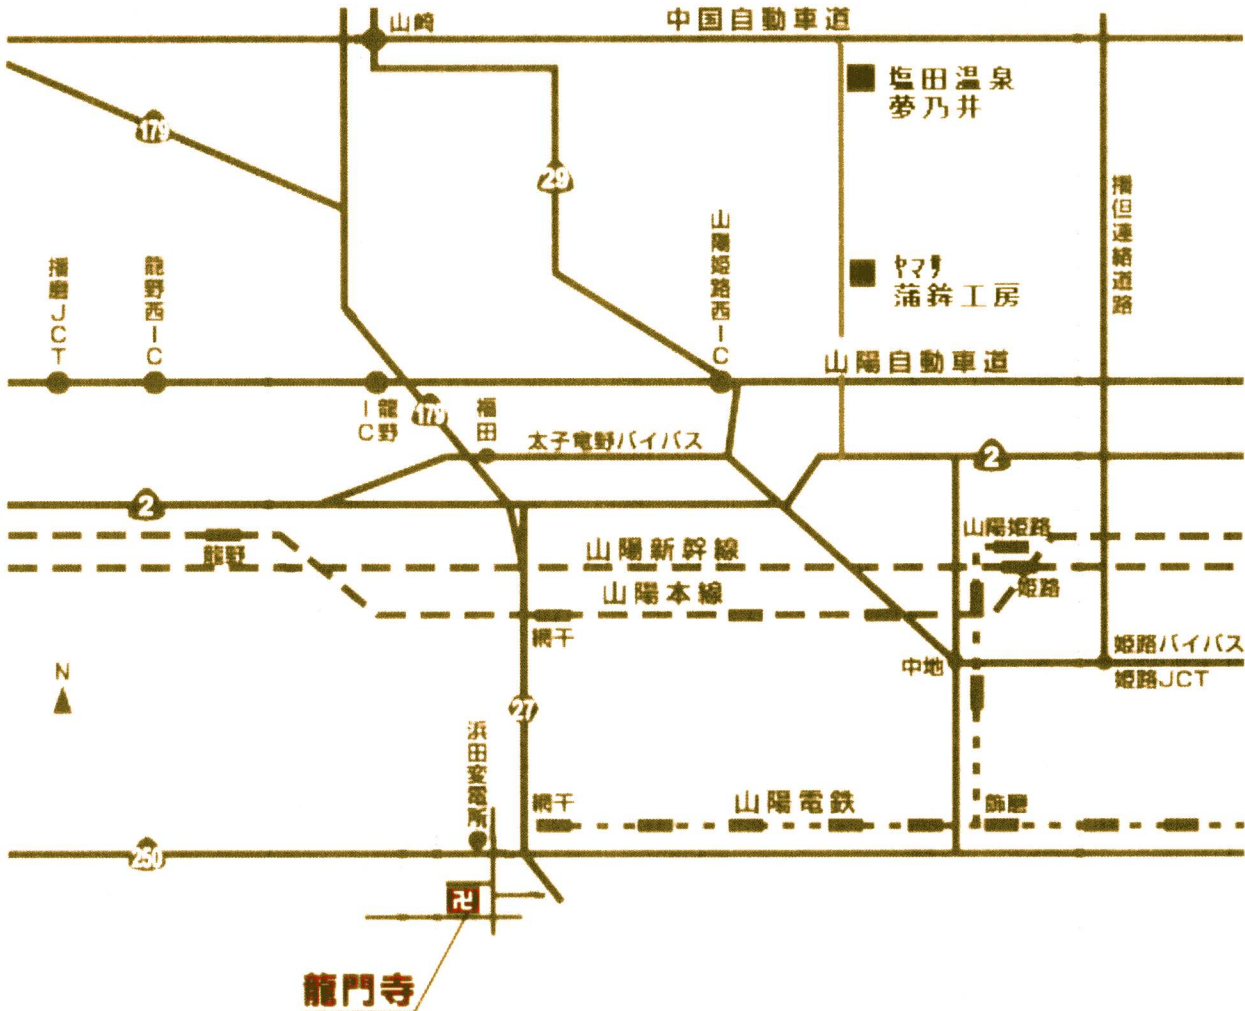 山崎
中国自動車道
塩田温泉
夢乃井
179
29
播但連絡道路
山陽姫路西IC
龍野西IC
播磨JCT
ヤマサ
蒲鉾工房
山陽自動車道
龍野IC
179
福田
太子竜野バイパス
2
2
山陽姫路
龍野
山陽新幹線
姫路
山陽本線
網干
中地
姫路バイパス
姫路JCT
N
27
浜田変電所
網干
山陽電鉄
飾磨
250
卍
龍門寺